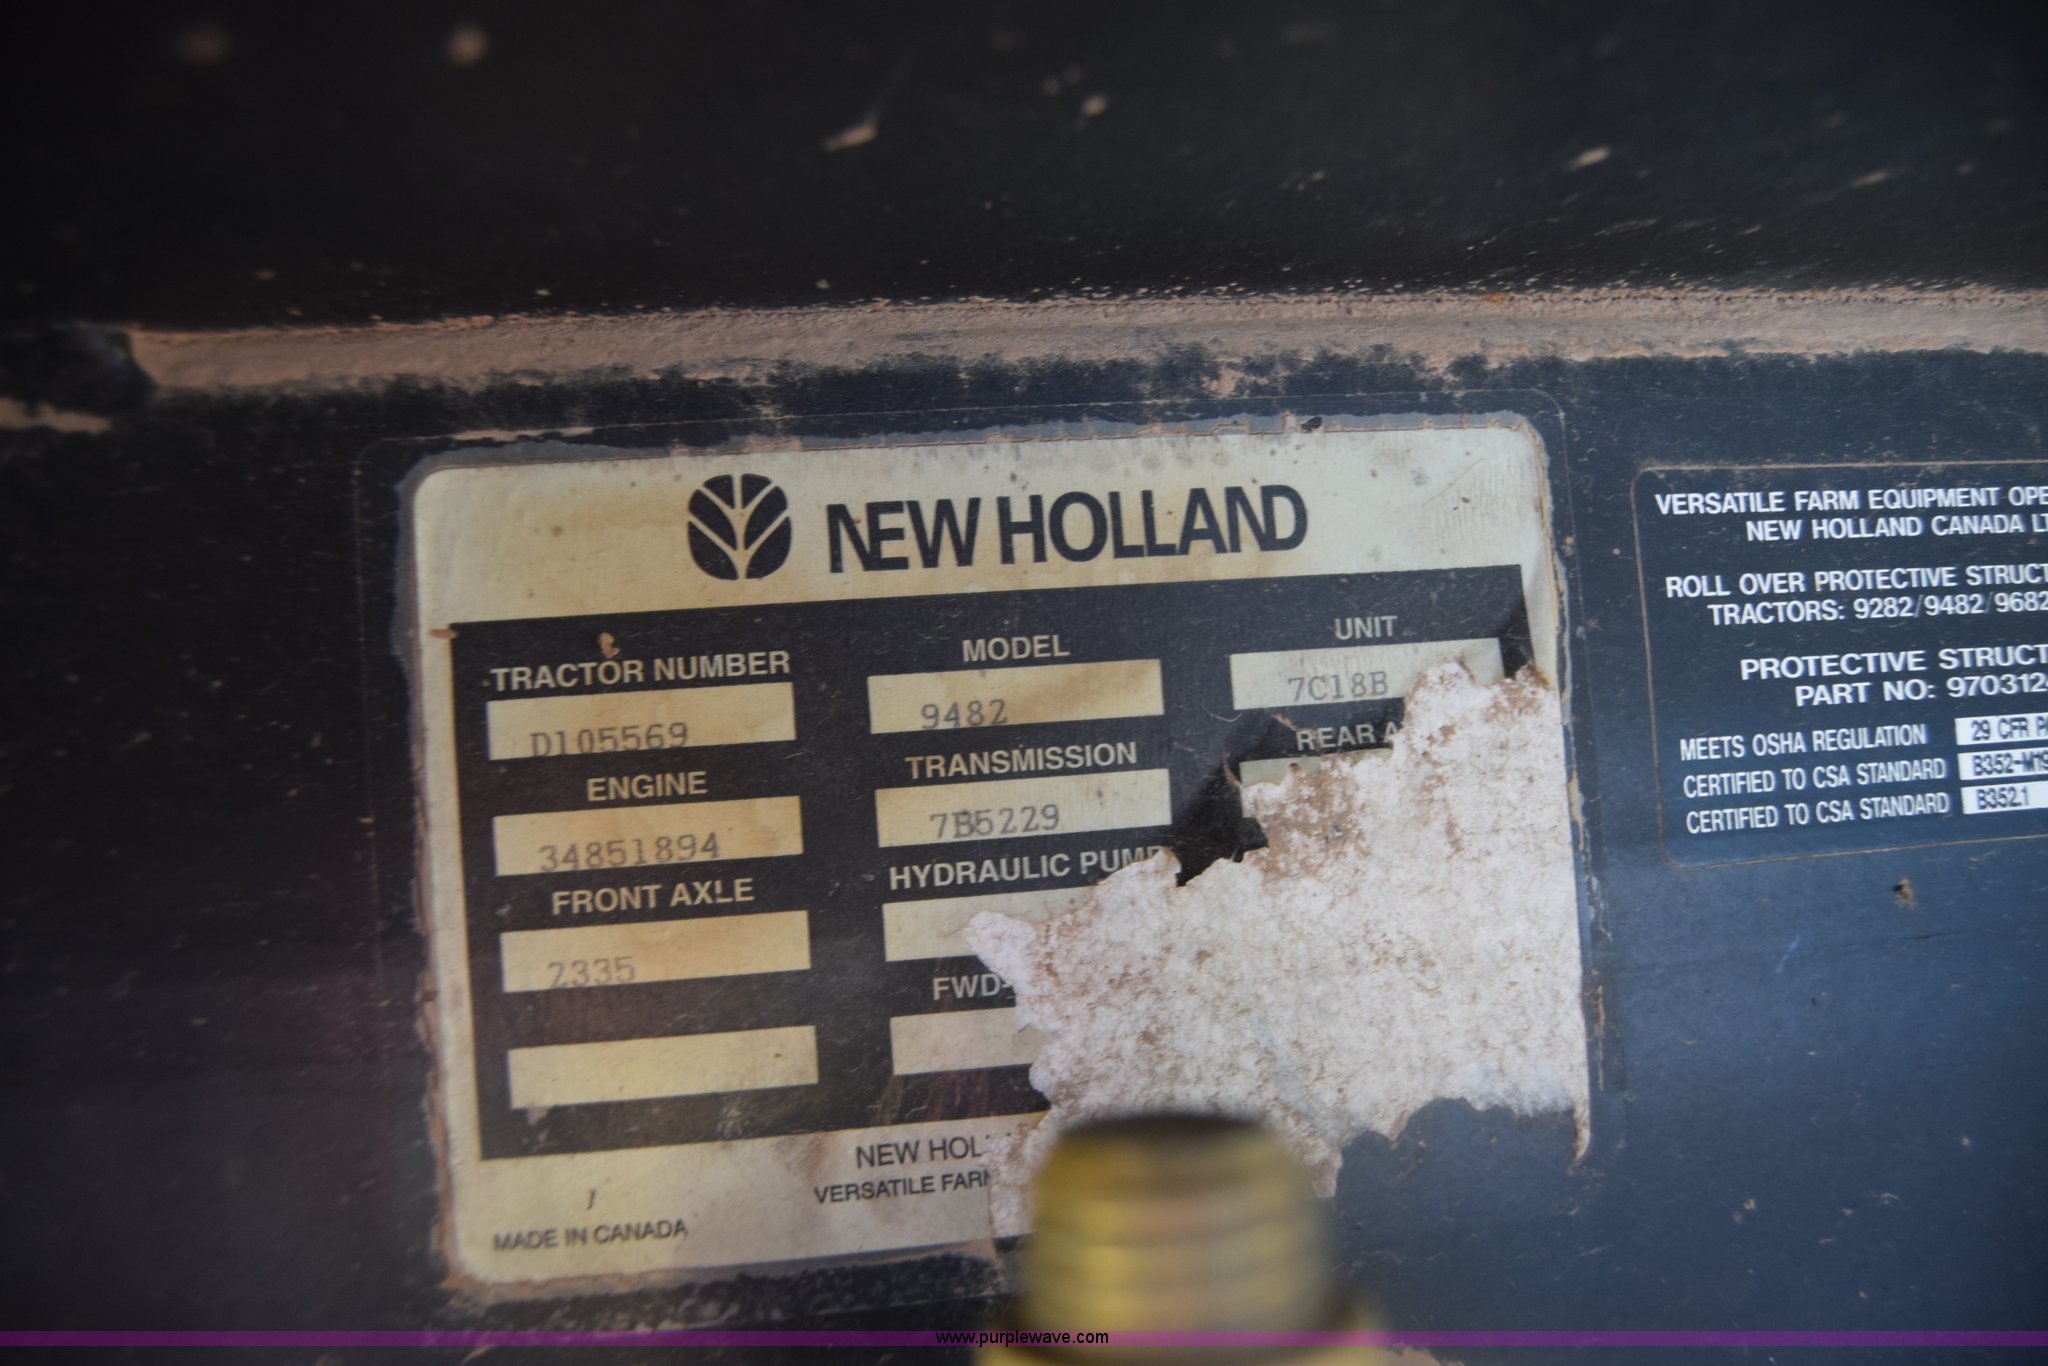 NEW HOLLAND
TRACTOR NUMBER
D105569
MODEL
9482
UNIT
7C18B
ENGINE
34851894
TRANSMISSION
7B5229
REAR A
FRONT AXLE
2335
HYDRAULIC PUMP
FWD-
NEW HOL
VERSATILE FARM
MADE IN CANADA
VERSATILE FARM EQUIPMENT OPE
NEW HOLLAND CANADA LT
ROLL OVER PROTECTIVE STRUCT
TRACTORS: 9282/9482/9682
PROTECTIVE STRUCT
PART NO: 970312
MEETS OSHA REGULATION 29 CFR PA
CERTIFIED TO CSA STANDARD B352-M19
CERTIFIED TO CSA STANDARD B352.1
www.purplewave.com